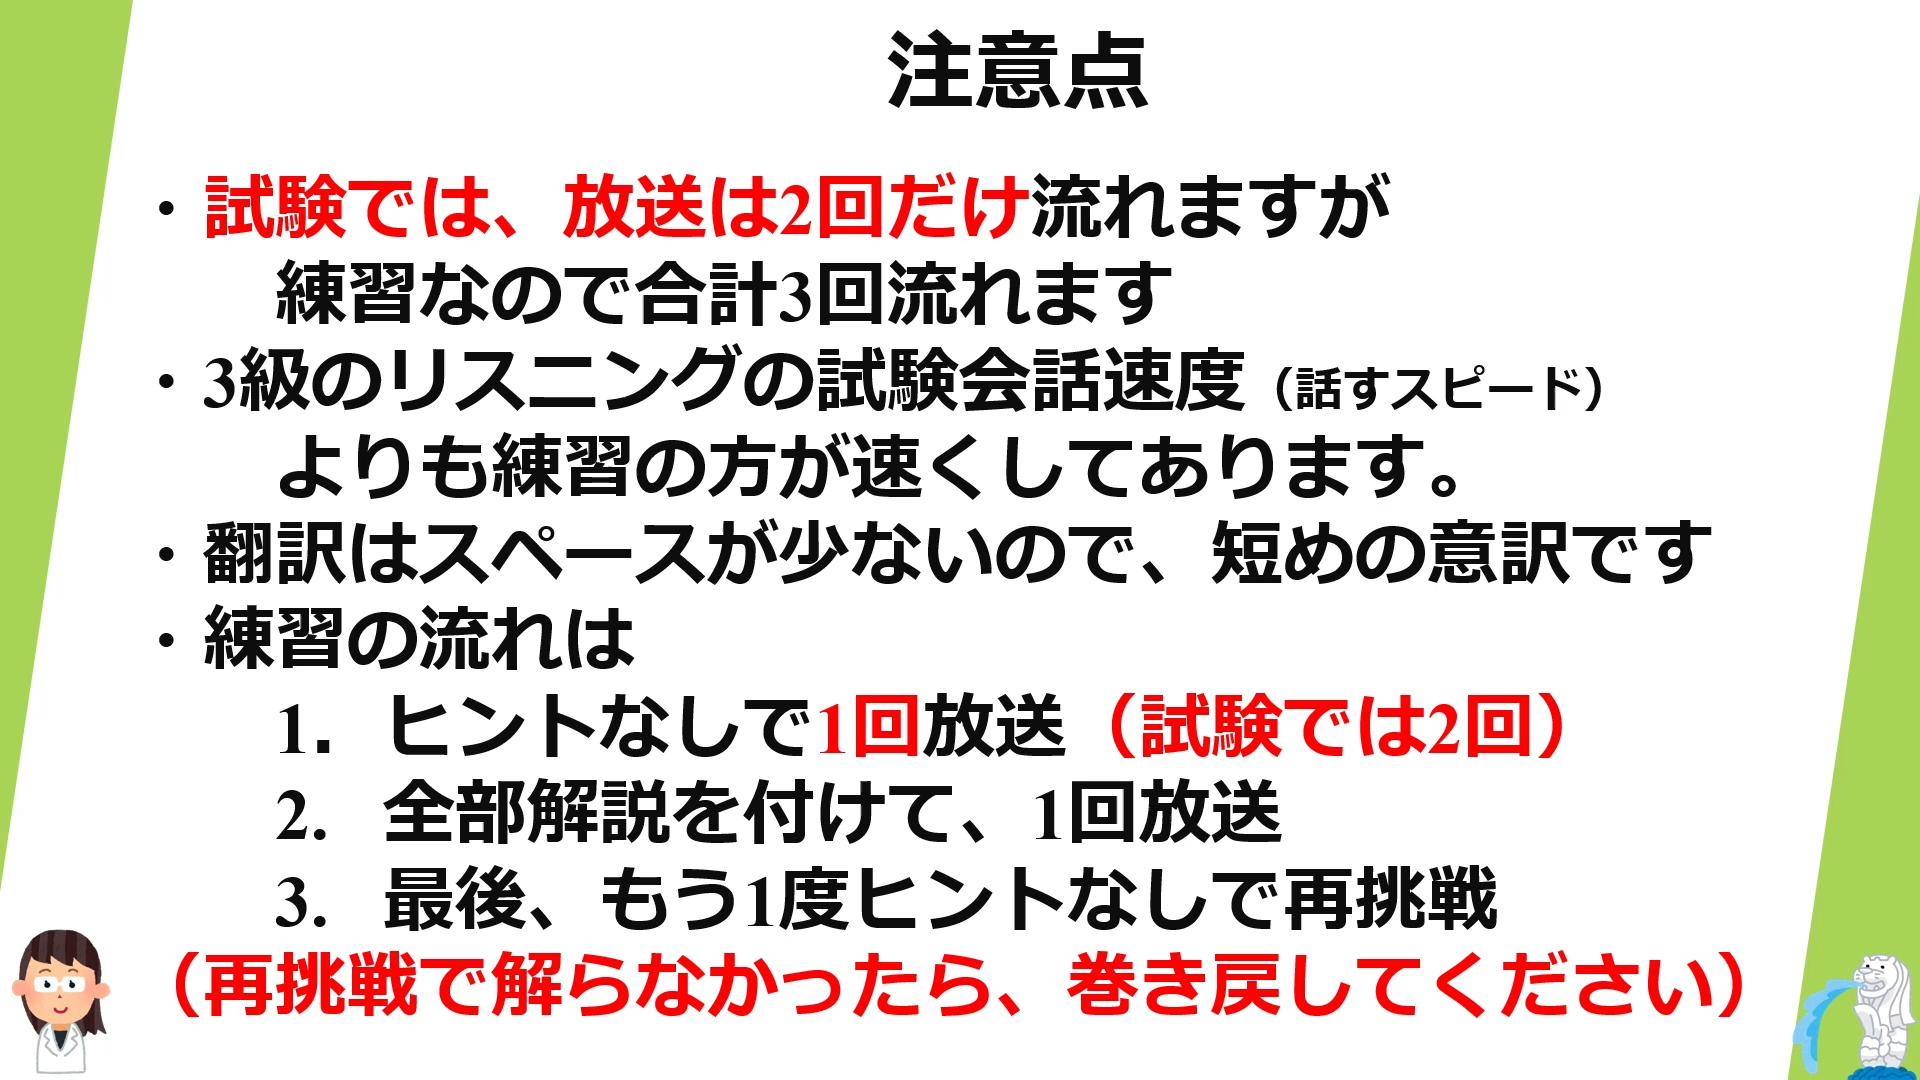 注意点
・試験では、放送は2回だけ流れますが
練習なので合計3回流れます
・3級のリスニングの試験会話速度（話すスピード）
よりも練習の方が速くしてあります。
・翻訳はスペースが少ないので、短めの意訳です
・練習の流れは
1. ヒントなしで1回放送（試験では2回）
2. 全部解説を付けて、1回放送
3. 最後、もう1度ヒントなしで再挑戦
（再挑戦で解らなかったら、巻き戻してください）